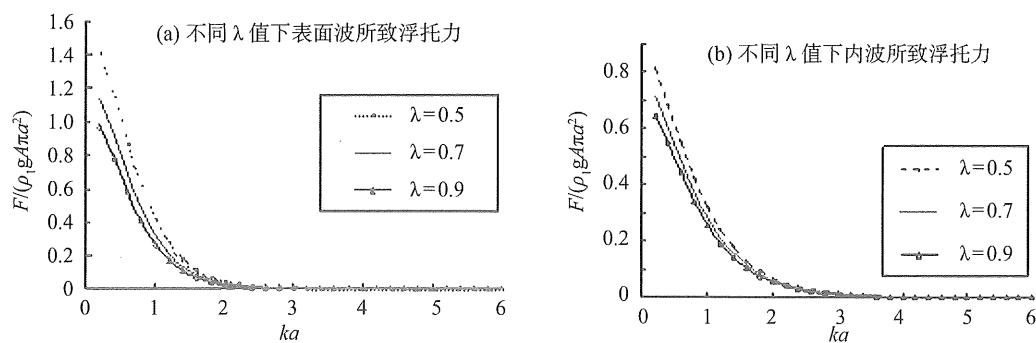 (a) 不同 λ 值下表面波所致浮托力
F/(ρ₁gAπa²)
1.6
1.4
1.2
1.0
0.8
0.6
0.4
0.2
0
λ=0.5
λ=0.7
λ=0.9
0 1 2 3 4 5 6
ka
(b) 不同 λ 值下内波所致浮托力
F/(ρ₁gAπa²)
0.8
0.6
0.4
0.2
0
λ=0.5
λ=0.7
λ=0.9
0 1 2 3 4 5 6
ka